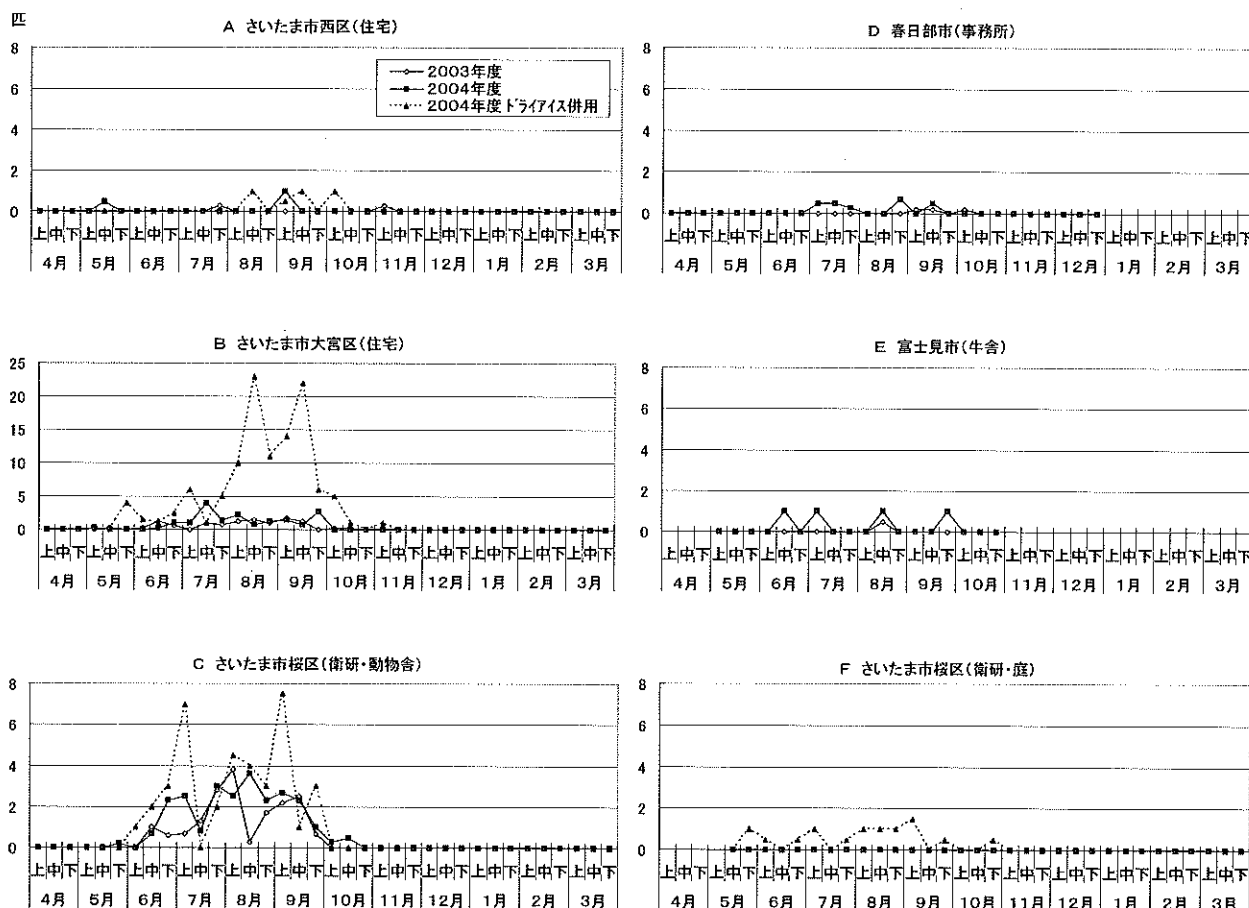 匹
A さいたま市西区(住宅)
8
6
4
2
0
2003年度
2004年度
2004年度 ドライアイス併用
上 中 下 上 中 下 上 中 下 上 中 下 上 中 下 上 中 下 上 中 下 上 中 下 上 中 下 上 中 下 上 中 下 上 中 下
4月 5月 6月 7月 8月 9月 10月 11月 12月 1月 2月 3月
D 春日部市(事務所)
8
6
4
2
0
上 中 下 上 中 下 上 中 下 上 中 下 上 中 下 上 中 下 上 中 下 上 中 下 上 中 下 上 中 下 上 中 下 上 中 下
4月 5月 6月 7月 8月 9月 10月 11月 12月 1月 2月 3月
B さいたま市大宮区(住宅)
25
20
15
10
5
0
上 中 下 上 中 下 上 中 下 上 中 下 上 中 下 上 中 下 上 中 下 上 中 下 上 中 下 上 中 下 上 中 下 上 中 下
4月 5月 6月 7月 8月 9月 10月 11月 12月 1月 2月 3月
E 富士見市(牛舎)
8
6
4
2
0
上 中 下 上 中 下 上 中 下 上 中 下 上 中 下 上 中 下 上 中 下 上 中 下 上 中 下 上 中 下 上 中 下 上 中 下
4月 5月 6月 7月 8月 9月 10月 11月 12月 1月 2月 3月
C さいたま市桜区(衛研・動物舎)
8
6
4
2
0
上 中 下 上 中 下 上 中 下 上 中 下 上 中 下 上 中 下 上 中 下 上 中 下 上 中 下 上 中 下 上 中 下 上 中 下
4月 5月 6月 7月 8月 9月 10月 11月 12月 1月 2月 3月
F さいたま市桜区(衛研・庭)
8
6
4
2
0
上 中 下 上 中 下 上 中 下 上 中 下 上 中 下 上 中 下 上 中 下 上 中 下 上 中 下 上 中 下 上 中 下 上 中 下
4月 5月 6月 7月 8月 9月 10月 11月 12月 1月 2月 3月